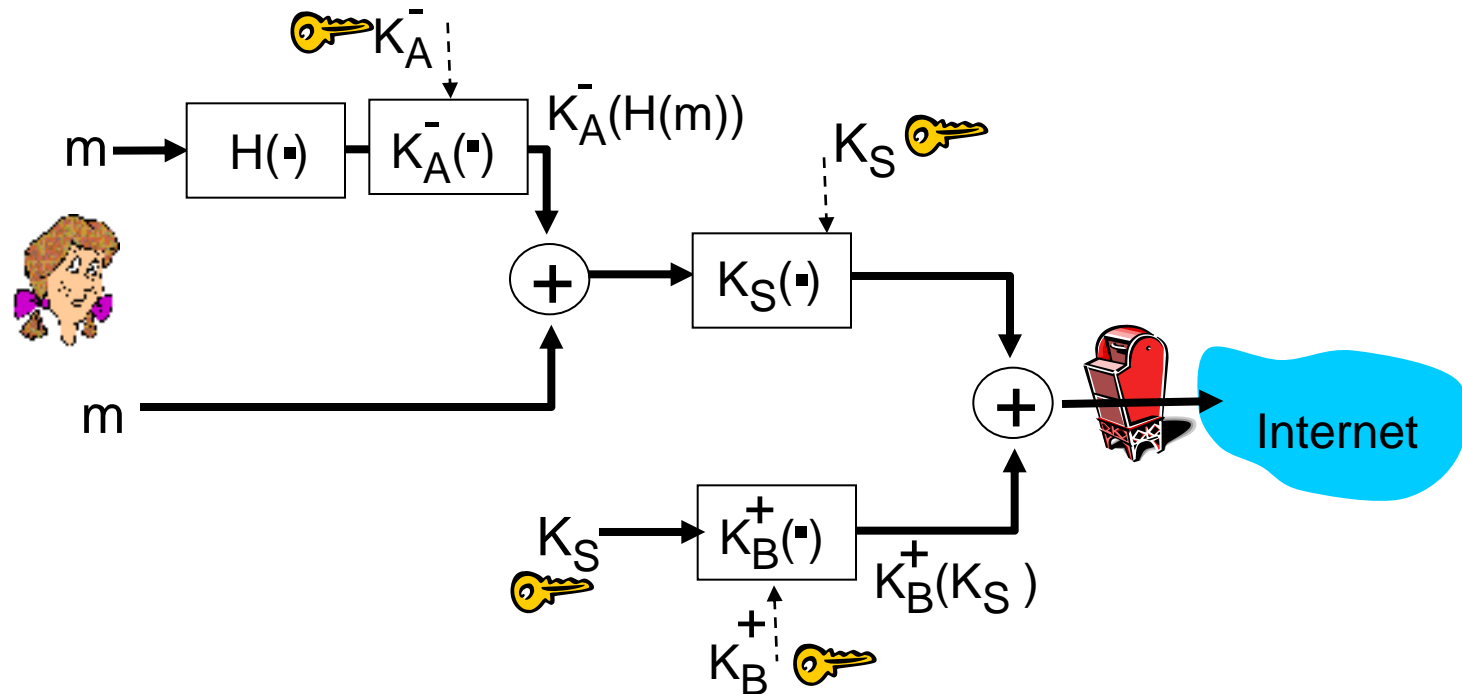 K_A^-
m
H(▪)
K_A^-(▪)
K_A^-(H(m))
K_S
+
K_S(▪)
m
+
Internet
K_S
K_B^+(▪)
K_B^+(K_S )
K_B^+